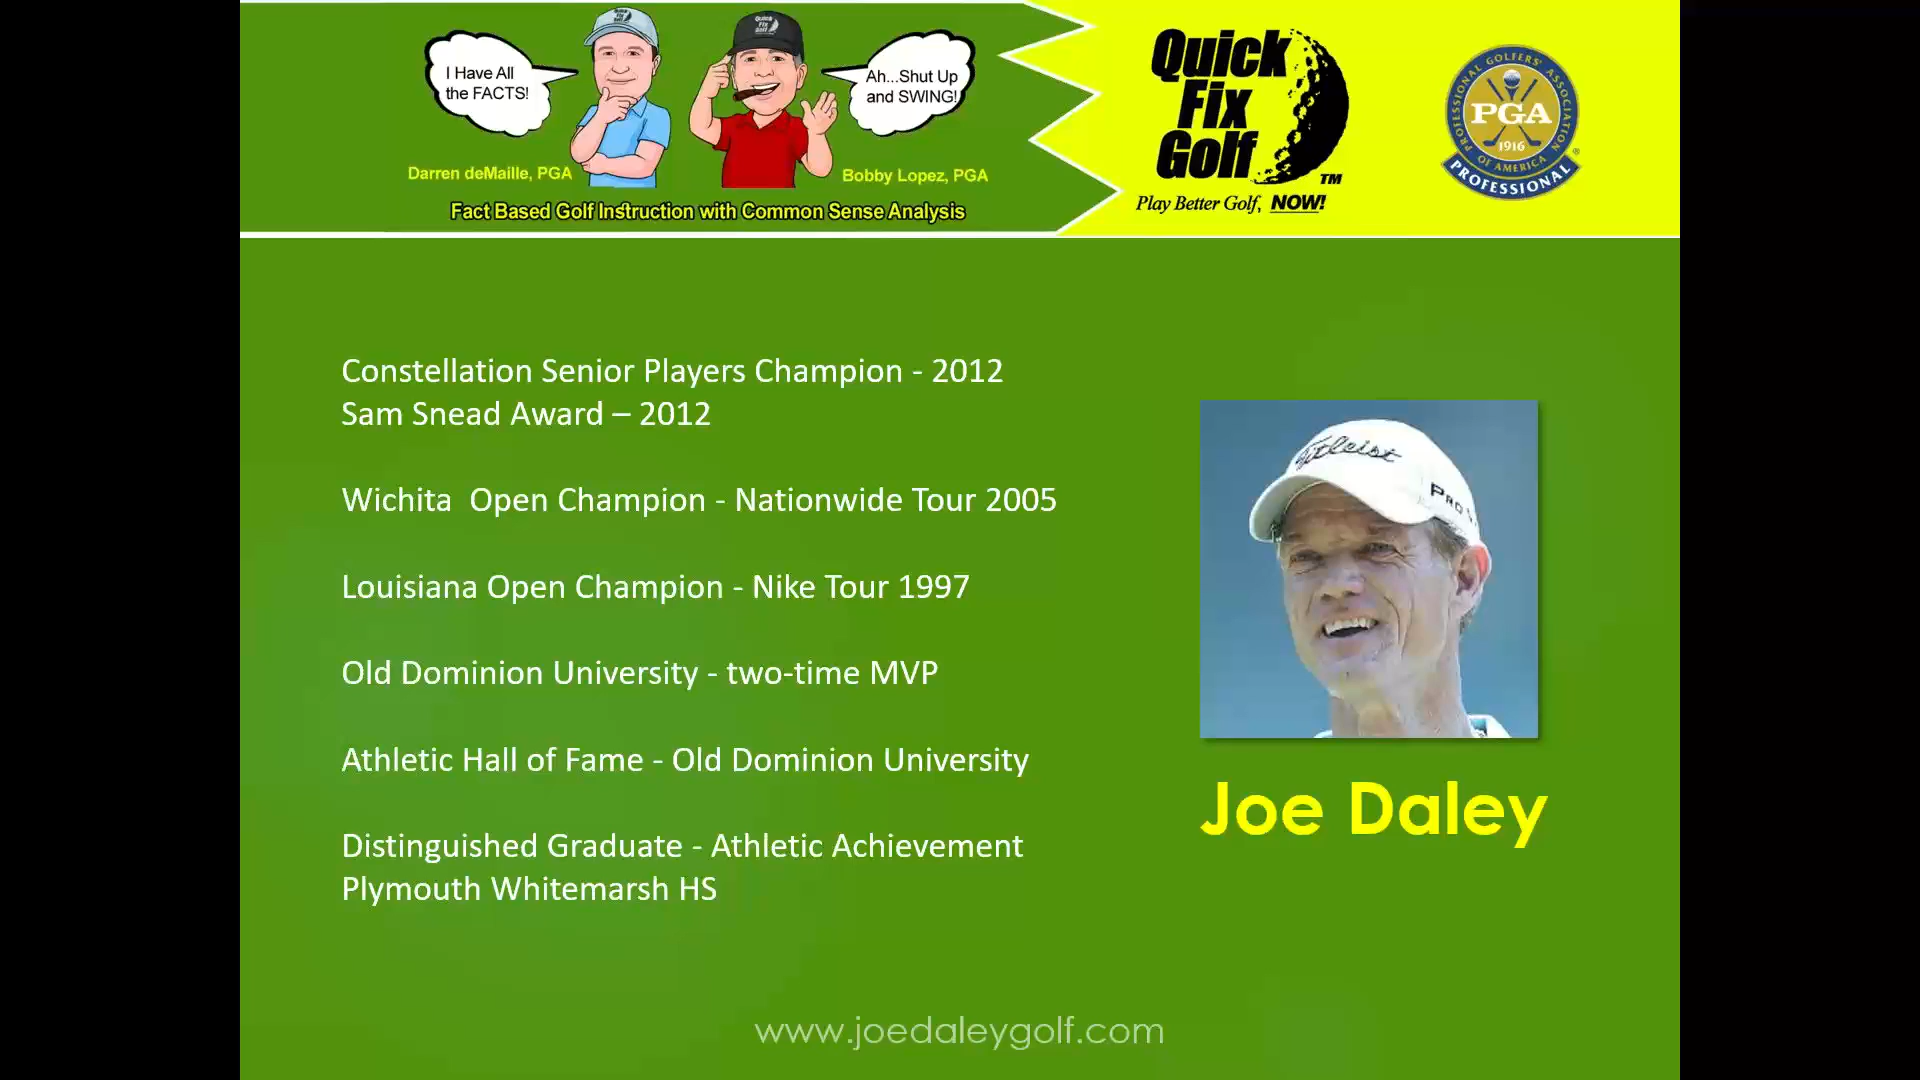 I Have All
the FACTS!
Ah...Shut Up
and SWING!
Darren deMaille, PGA
Bobby Lopez, PGA
Fact Based Golf Instruction with Common Sense Analysis
Quick
Fix
Golf
TM
Play Better Golf, NOW!
PROFESSIONAL GOLFERS' ASSOCIATION
PGA
1916
OF AMERICA
PROFESSIONAL
®
Constellation Senior Players Champion - 2012
Sam Snead Award – 2012
Wichita  Open Champion - Nationwide Tour 2005
Louisiana Open Champion - Nike Tour 1997
Old Dominion University - two-time MVP
Athletic Hall of Fame - Old Dominion University
Distinguished Graduate - Athletic Achievement
Plymouth Whitemarsh HS
Titleist
Joe Daley
www.joedaleygolf.com